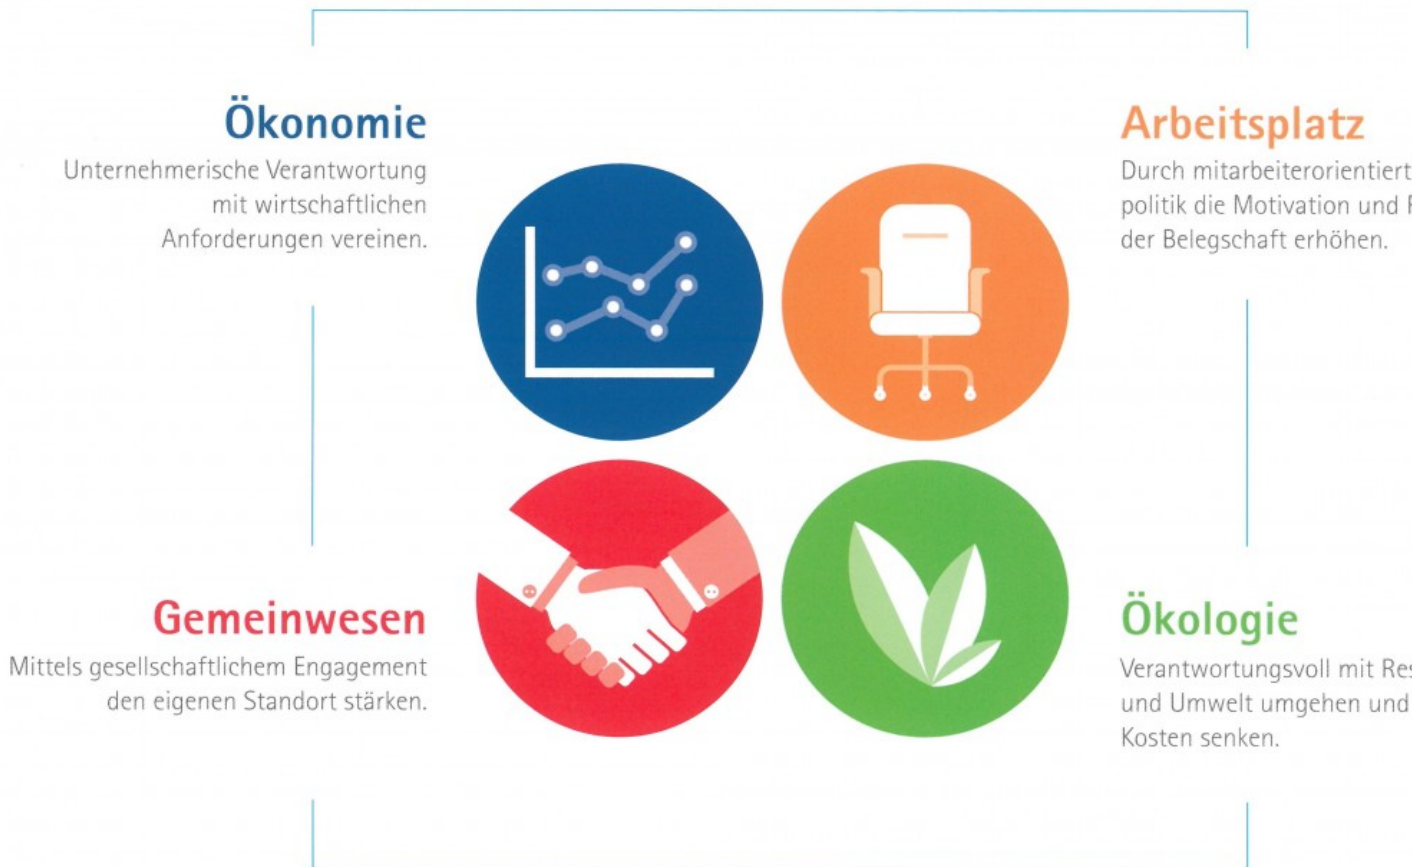 Ökonomie
Unternehmerische Verantwortung
mit wirtschaftlichen
Anforderungen vereinen.
Arbeitsplatz
Durch
politik die Motivation und
der Belegschaft erhöhen.
Gemeinwesen
Mittels gesellschaftlichem Engagement
den eigenen Standort stärken.
Ökologie
Verantwortungsvoll mit
und Umwelt umgehen und
Kosten senken.